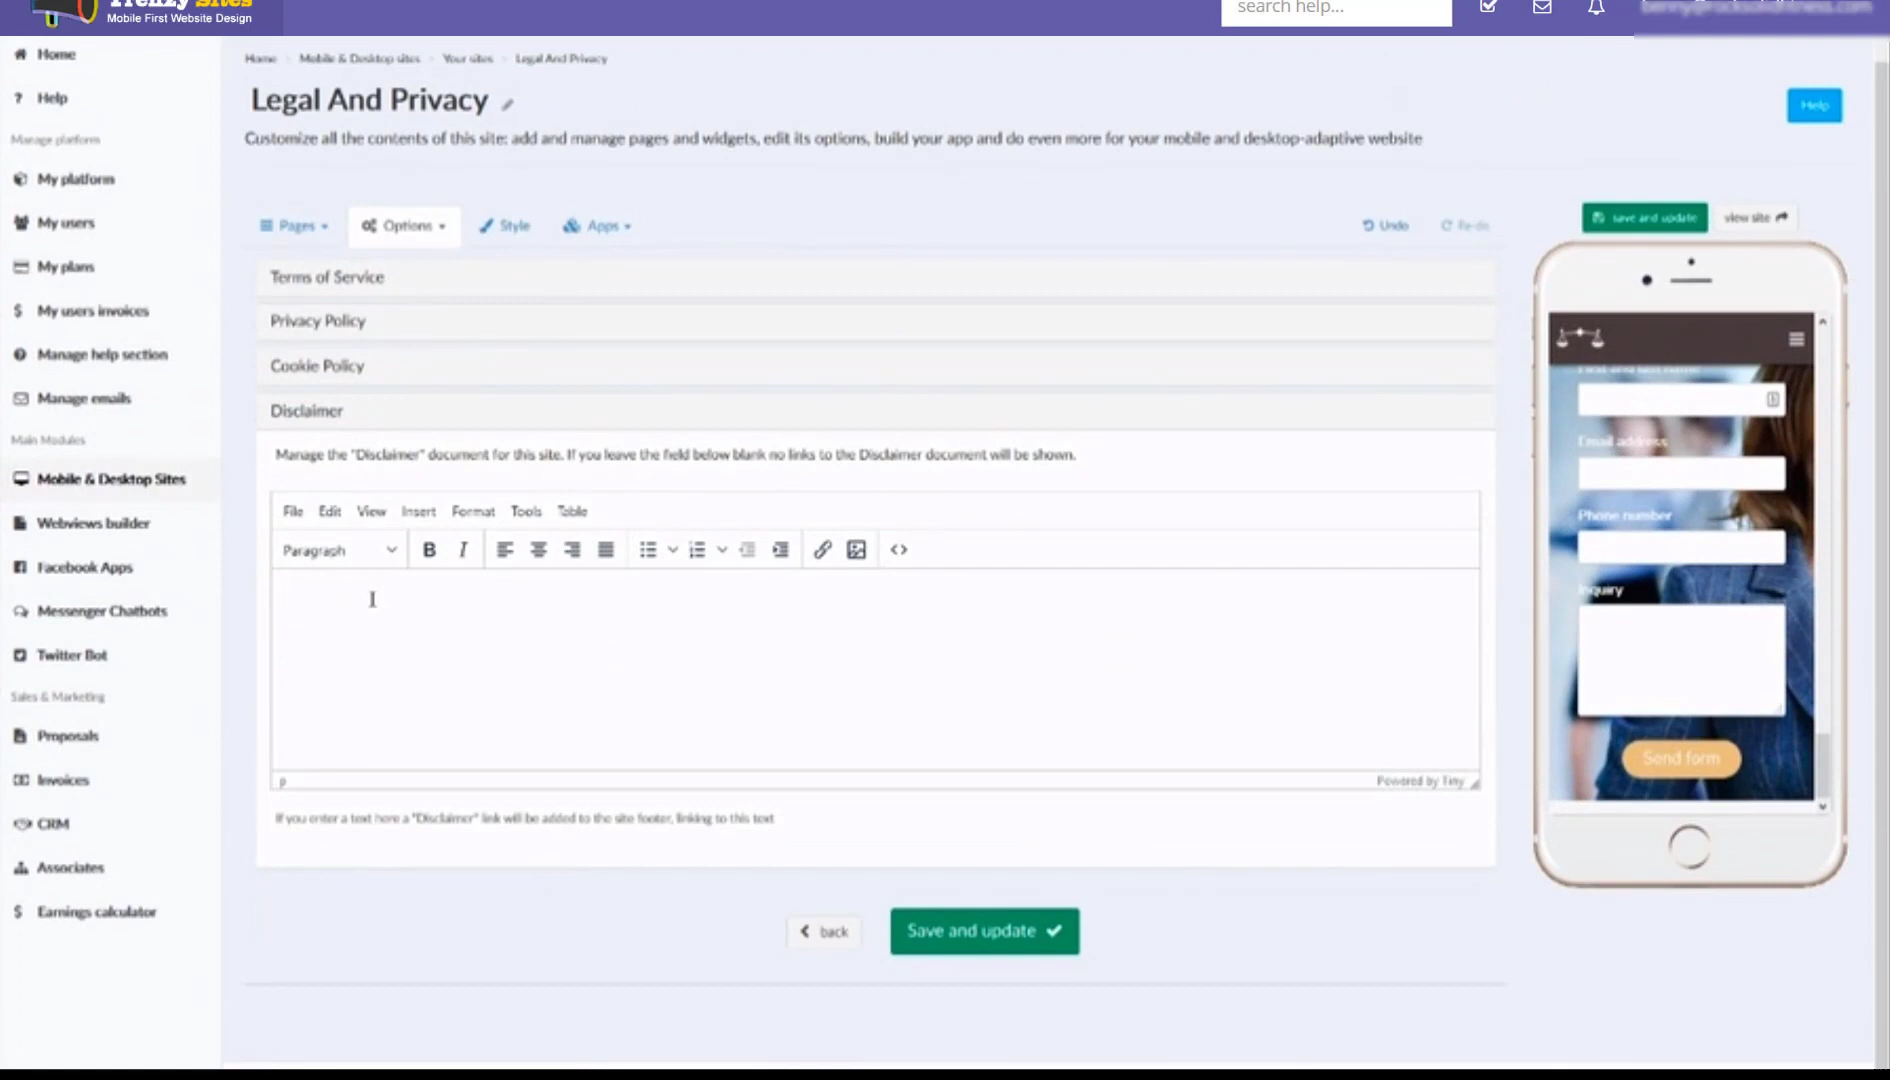 Trenzy Sites
Mobile First Website Design
search help...
Home
Help
Manage platform
My platform
My users
My plans
My users invoices
Manage help section
Manage emails
Main Modules
Mobile & Desktop Sites
Webviews builder
Facebook Apps
Messenger Chatbots
Twitter Bot
Sales & Marketing
Proposals
Invoices
CRM
Associates
Earnings calculator
Home Mobile & Desktop sites Your sites Legal And Privacy
Legal And Privacy
Help
Customize all the contents of this site: add and manage pages and widgets, edit its options, build your app and do even more for your mobile and desktop-adaptive website
Pages Options Style Apps Undo Re-do
Terms of Service
Privacy Policy
Cookie Policy
Disclaimer
Manage the "Disclaimer" document for this site. If you leave the field below blank no links to the Disclaimer document will be shown.
File Edit View Insert Format Tools Table
Paragraph B I
p
Powered by Tiny
If you enter a text here a "Disclaimer" link will be added to the site footer, linking to this text
back Save and update
save and update view site
First and last name
Email address
Phone number
Inquiry
Send form